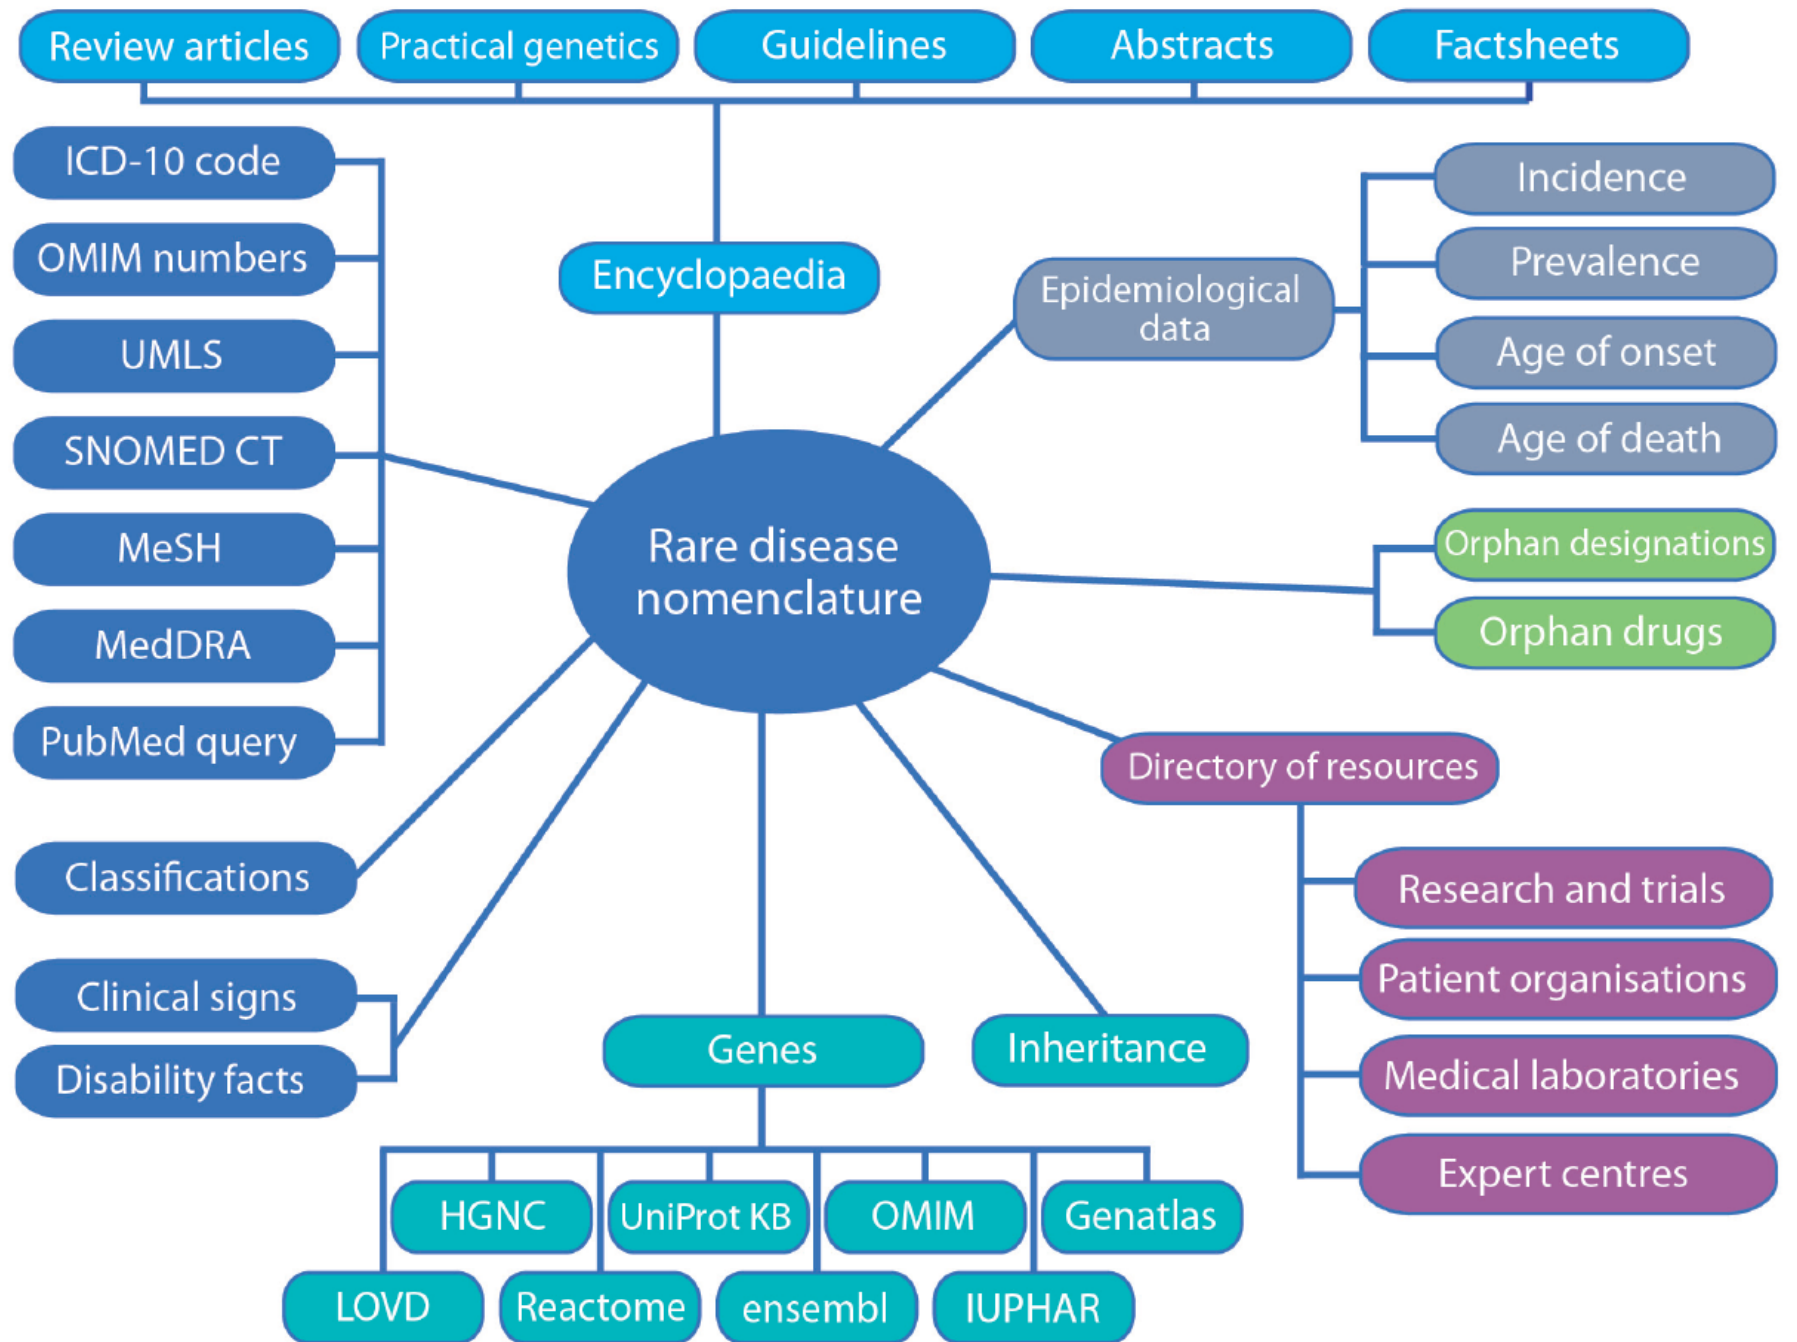 Review articles
Practical genetics
Guidelines
Abstracts
Factsheets
ICD-10 code
OMIM numbers
UMLS
SNOMED CT
MeSH
MedDRA
PubMed query
Encyclopaedia
Epidemiological
data
Incidence
Prevalence
Age of onset
Age of death
Rare disease
nomenclature
Orphan designations
Orphan drugs
Directory of resources
Research and trials
Patient organisations
Medical laboratories
Expert centres
Classifications
Clinical signs
Disability facts
Genes
Inheritance
HGNC
UniProt KB
OMIM
Genatlas
LOVD
Reactome
ensembl
IUPHAR